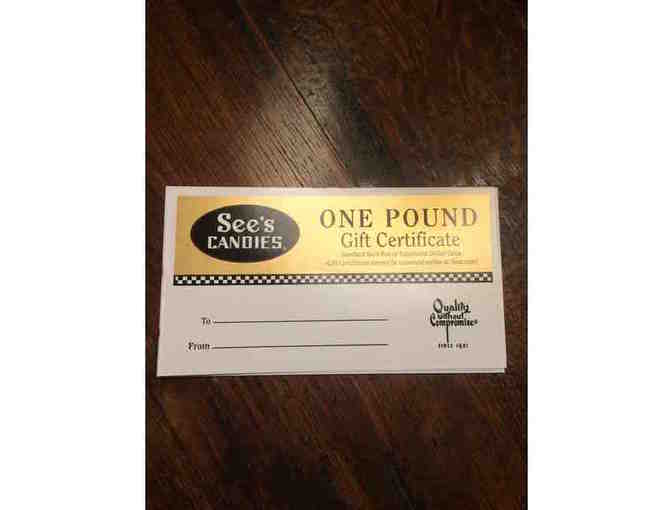 See's
CANDIES®
ONE POUND
Gift Certificate
To
From
Quality
without
Compromise®
SINCE 1921